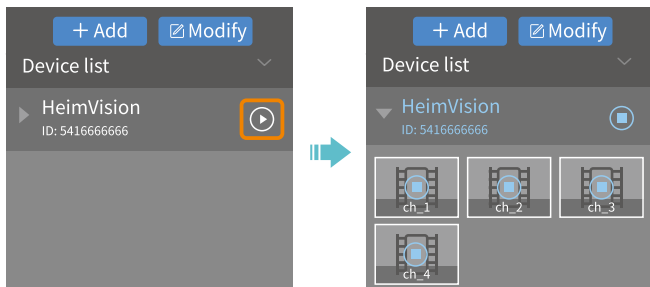 + Add
Modify
Device list
HeimVision
ID: 5416666666
+ Add
Modify
Device list
HeimVision
ID: 5416666666
ch_1
ch_2
ch_3
ch_4